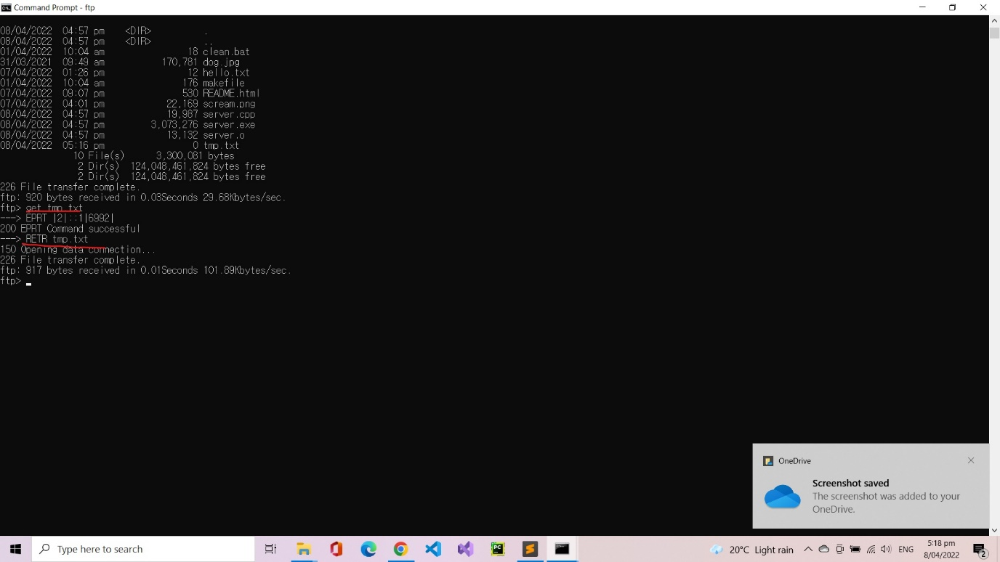 Command Prompt - ftp
08/04/2022  04:57 pm    <DIR>          .
08/04/2022  04:57 pm    <DIR>          ..
01/04/2022  10:04 am                18 clean.bat
31/03/2021  09:49 am           170,781 dog.jpg
07/04/2022  01:26 pm                12 hello.txt
01/04/2022  10:04 am               176 makefile
07/04/2022  09:07 pm               530 README.html
07/04/2022  04:01 pm            22,169 scream.png
08/04/2022  04:57 pm            19,987 server.cpp
08/04/2022  04:57 pm         3,073,276 server.exe
08/04/2022  04:57 pm            13,132 server.o
08/04/2022  05:16 pm                 0 tmp.txt
10 File(s)      3,300,081 bytes
2 Dir(s)  124,048,461,824 bytes free
2 Dir(s)  124,048,461,824 bytes free
226 File transfer complete.
ftp: 920 bytes received in 0.03Seconds 29.68Kbytes/sec.
ftp> get tmp.txt
---> EPRT |2|::1|6992|
200 EPRT Command successful
---> RETR tmp.txt
150 Opening data connection...
226 File transfer complete.
ftp: 917 bytes received in 0.01Seconds 101.89Kbytes/sec.
ftp>
OneDrive
Screenshot saved
The screenshot was added to your
OneDrive.
Type here to search
PC
20°C Light rain
ENG
5:18 pm
8/04/2022
2